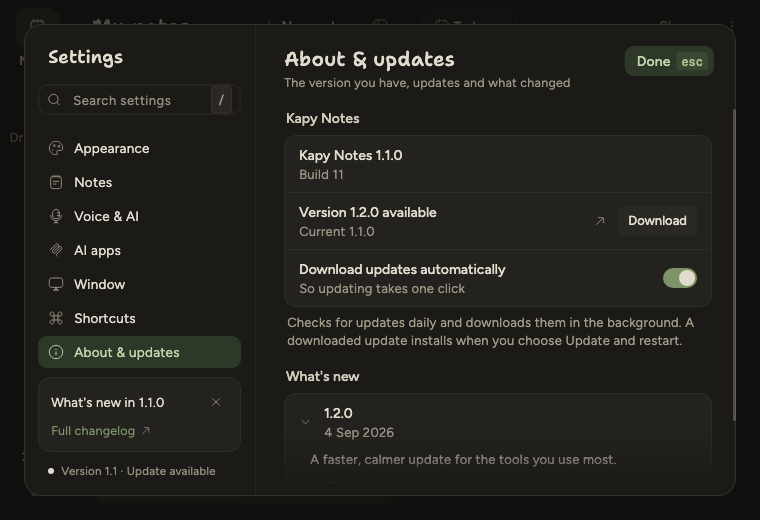 Settings
Search settings
/
Appearance
Notes
Voice & AI
AI apps
Window
Shortcuts
About & updates
What's new in 1.1.0
Full changelog
Version 1.1 · Update available
About & updates
The version you have, updates and what changed
Done esc
Kapy Notes
Kapy Notes 1.1.0
Build 11
Version 1.2.0 available
Current 1.1.0
Download
Download updates automatically
So updating takes one click
Checks for updates daily and downloads them in the background. A
downloaded update installs when you choose Update and restart.
What's new
1.2.0
4 Sep 2026
A faster, calmer update for the tools you use most.